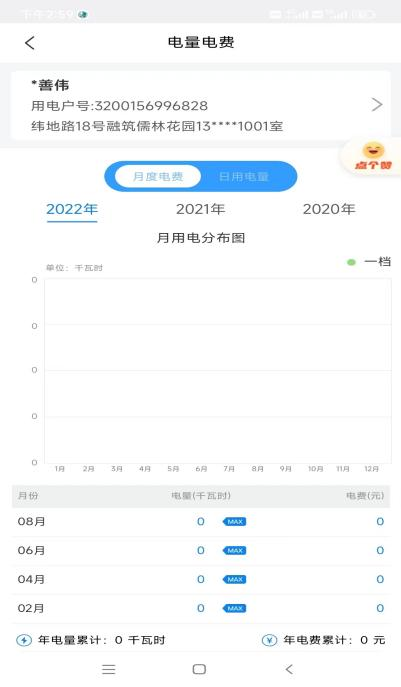 下午2:59
电量电费
*善伟
用电户号:3200156996828
纬地路18号融筑儒林花园13****1001室
点个赞
月度电费 日用电量
2022年 2021年 2020年
月用电分布图
一档
单位：千瓦时
0
0
0
0
0
1月 2月 3月 4月 5月 6月 7月 8月 9月 10月 11月 12月
月份 电量(千瓦时) 电费(元)
08月 0 MAX 0
06月 0 MAX 0
04月 0 MAX 0
02月 0 MAX 0
年电量累计：0 千瓦时 ¥ 年电费累计：0 元